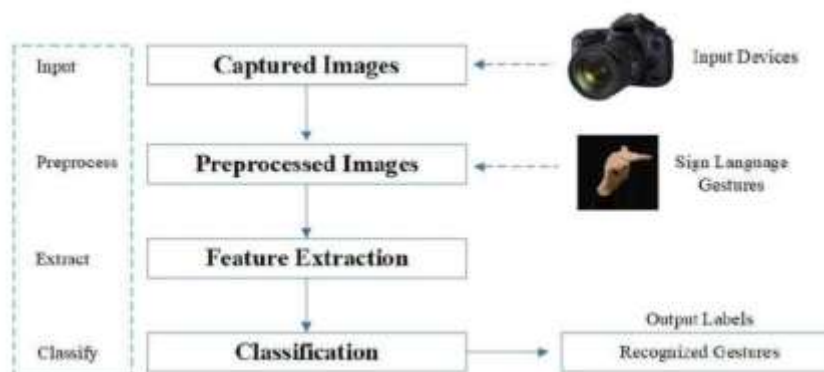 Input
Captured Images
Input Devices
Preprocess
Preprocessed Images
Sign Language
Gestures
Extract
Feature Extraction
Output Labels
Classify
Classification
Recognized Gestures